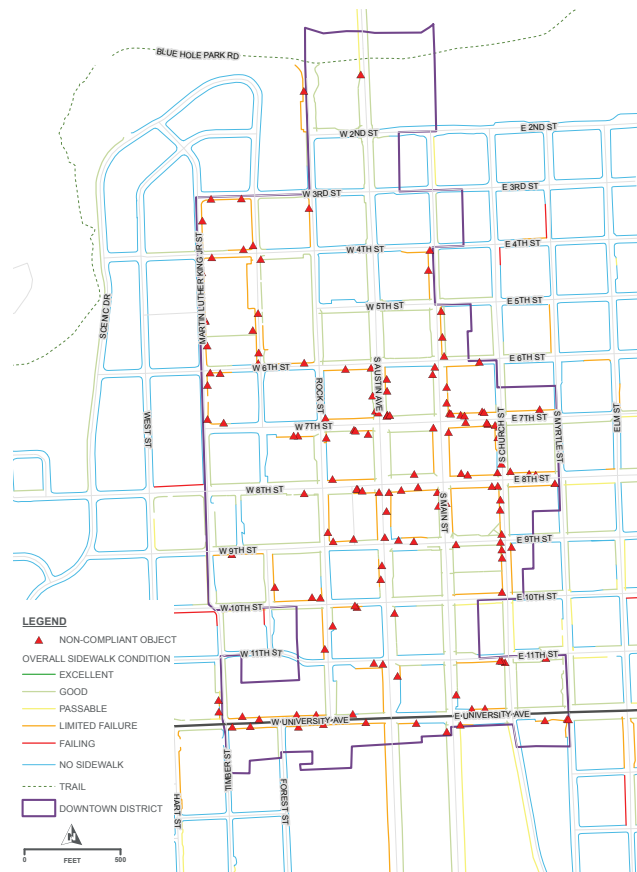 BLUE HOLE PARK RD
W 2ND ST
E 2ND ST
W 3RD ST
E 3RD ST
MARTIN LUTHER KING JR ST
W 4TH ST
E 4TH ST
SCENIC DR
W 5TH ST
E 5TH ST
W 6TH ST
E 6TH ST
ROCK ST
S AUSTIN AVE
WEST ST
W 7TH ST
E 7TH ST
S CHURCH ST
S MYRTLE ST
ELM ST
W 8TH ST
E 8TH ST
S MAIN ST
W 9TH ST
E 9TH ST
W 10TH ST
E 10TH ST
W 11TH ST
E 11TH ST
W UNIVERSITY AVE
E UNIVERSITY AVE
TIMBER ST
FOREST ST
HART ST
LEGEND
NON-COMPLIANT OBJECT
OVERALL SIDEWALK CONDITION
EXCELLENT
GOOD
PASSABLE
LIMITED FAILURE
FAILING
NO SIDEWALK
TRAIL
DOWNTOWN DISTRICT
N
0 500
FEET